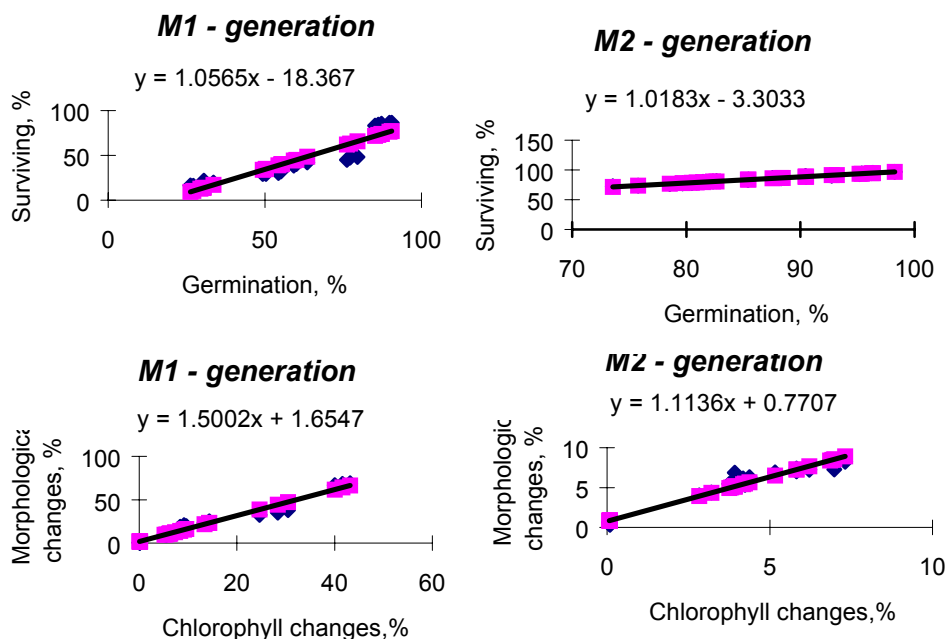 M1 - generation
y = 1.0565x - 18.367
Surviving, %
100
50
0
0 50 100
Germination, %
M2 - generation
y = 1.0183x - 3.3033
Surviving, %
150
100
50
0
70 80 90 100
Germination, %
M1 - generation
y = 1.5002x + 1.6547
changes, %
100
50
0
0 20 40 60
Chlorophyll changes,%
M2 - generation
y = 1.1136x + 0.7707
Morphologic
changes, %
10
5
0
0 5 10
Chlorophyll changes,%